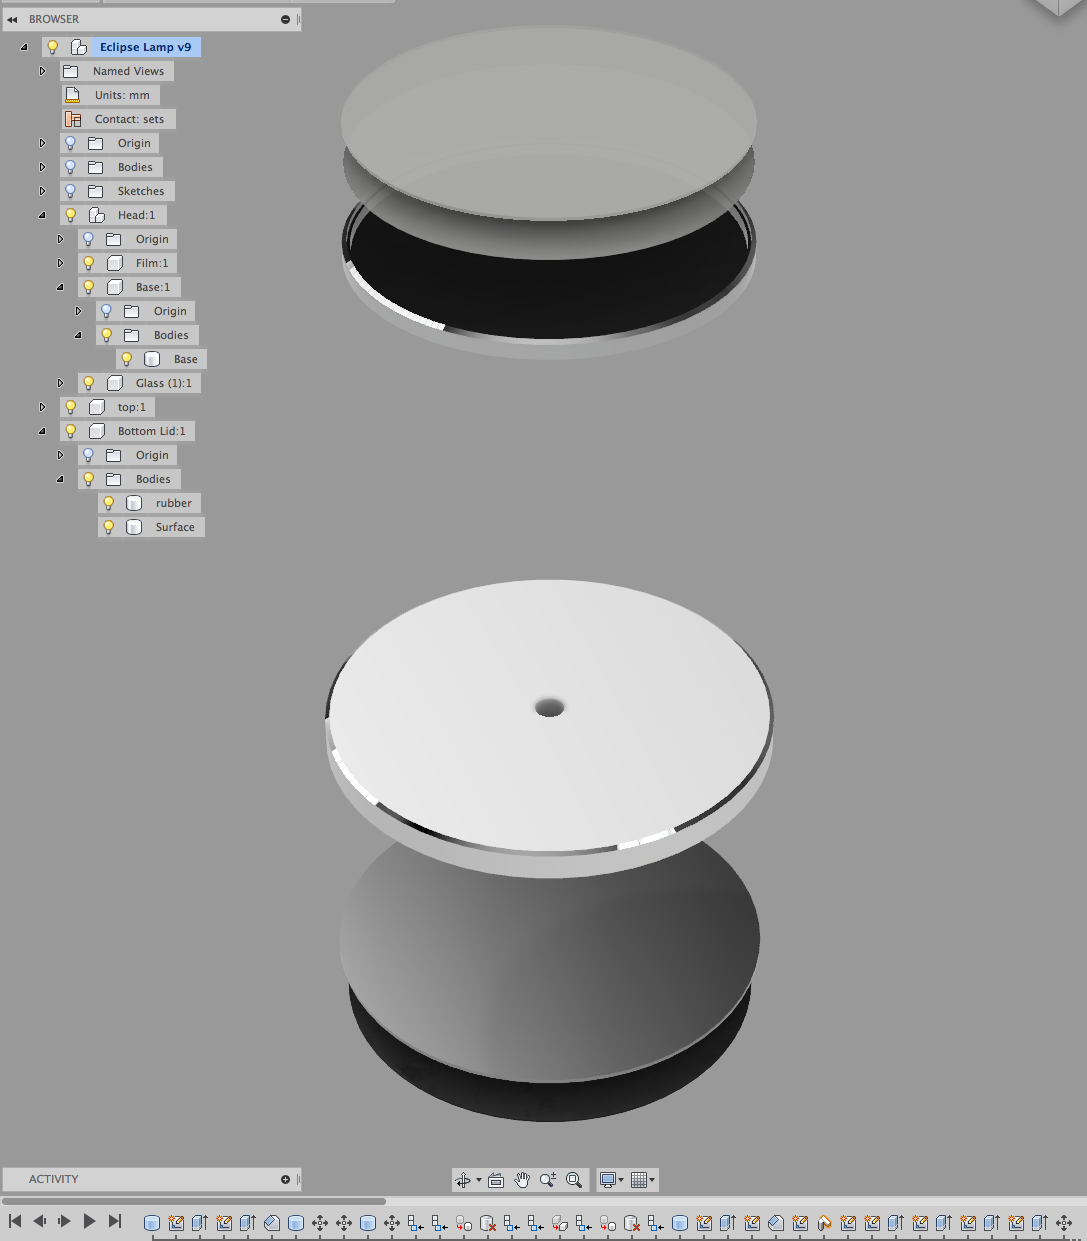 BROWSER
Eclipse Lamp v9
Named Views
Units: mm
Contact: sets
Origin
Bodies
Sketches
Head:1
Origin
Film:1
Base:1
Origin
Bodies
Base
Glass (1):1
top:1
Bottom Lid:1
Origin
Bodies
rubber
Surface
ACTIVITY